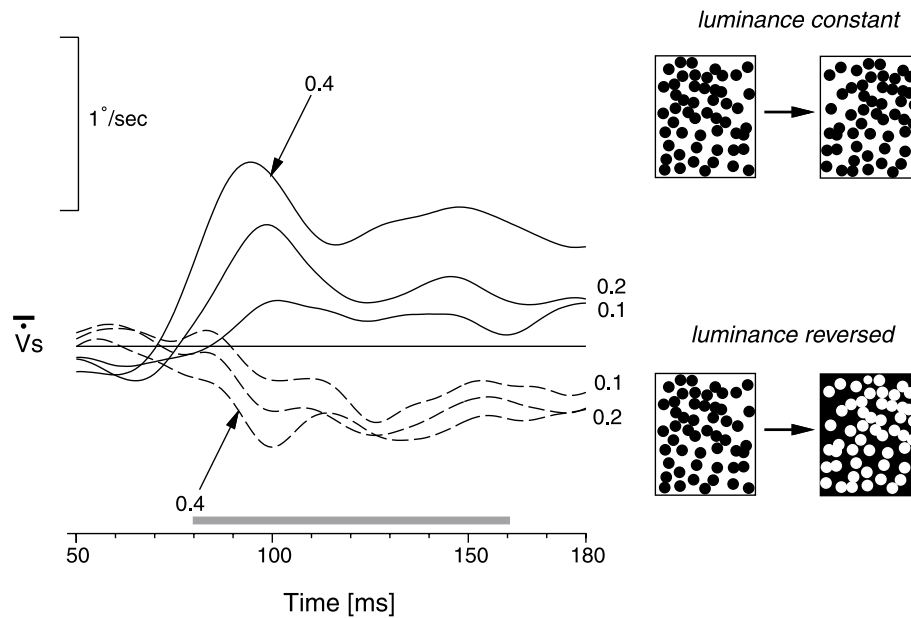 luminance constant
0.4
1°/sec
0.2
0.1
V̇s
luminance reversed
0.1
0.2
0.4
50 100 150 180
Time [ms]